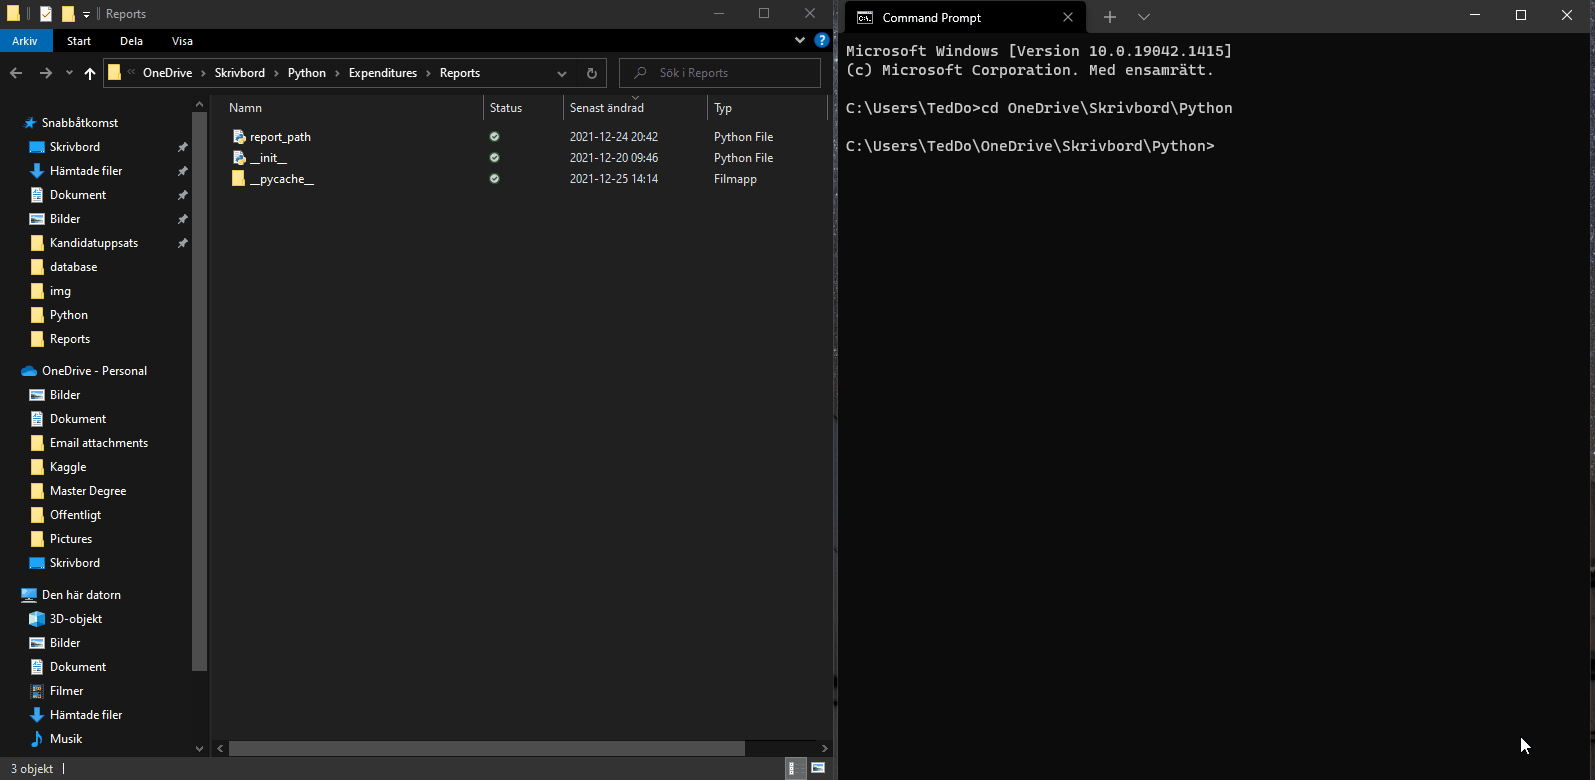 Reports
Arkiv Start Dela Visa
OneDrive Skrivbord Python Expenditures Reports
Sök i Reports
Snabbåtkomst
Skrivbord
Hämtade filer
Dokument
Bilder
Kandidatuppsats
database
img
Python
Reports
OneDrive - Personal
Bilder
Dokument
Email attachments
Kaggle
Master Degree
Offentligt
Pictures
Skrivbord
Den här datorn
3D-objekt
Bilder
Dokument
Filmer
Hämtade filer
Musik
Namn Status Senast ändrad Typ
report_path 2021-12-24 20:42 Python File
__init__ 2021-12-20 09:46 Python File
__pycache__ 2021-12-25 14:14 Filmapp
3 objekt
Command Prompt
Microsoft Windows [Version 10.0.19042.1415]
(c) Microsoft Corporation. Med ensamrätt.
C:\Users\TedDo>cd OneDrive\Skrivbord\Python
C:\Users\TedDo\OneDrive\Skrivbord\Python>